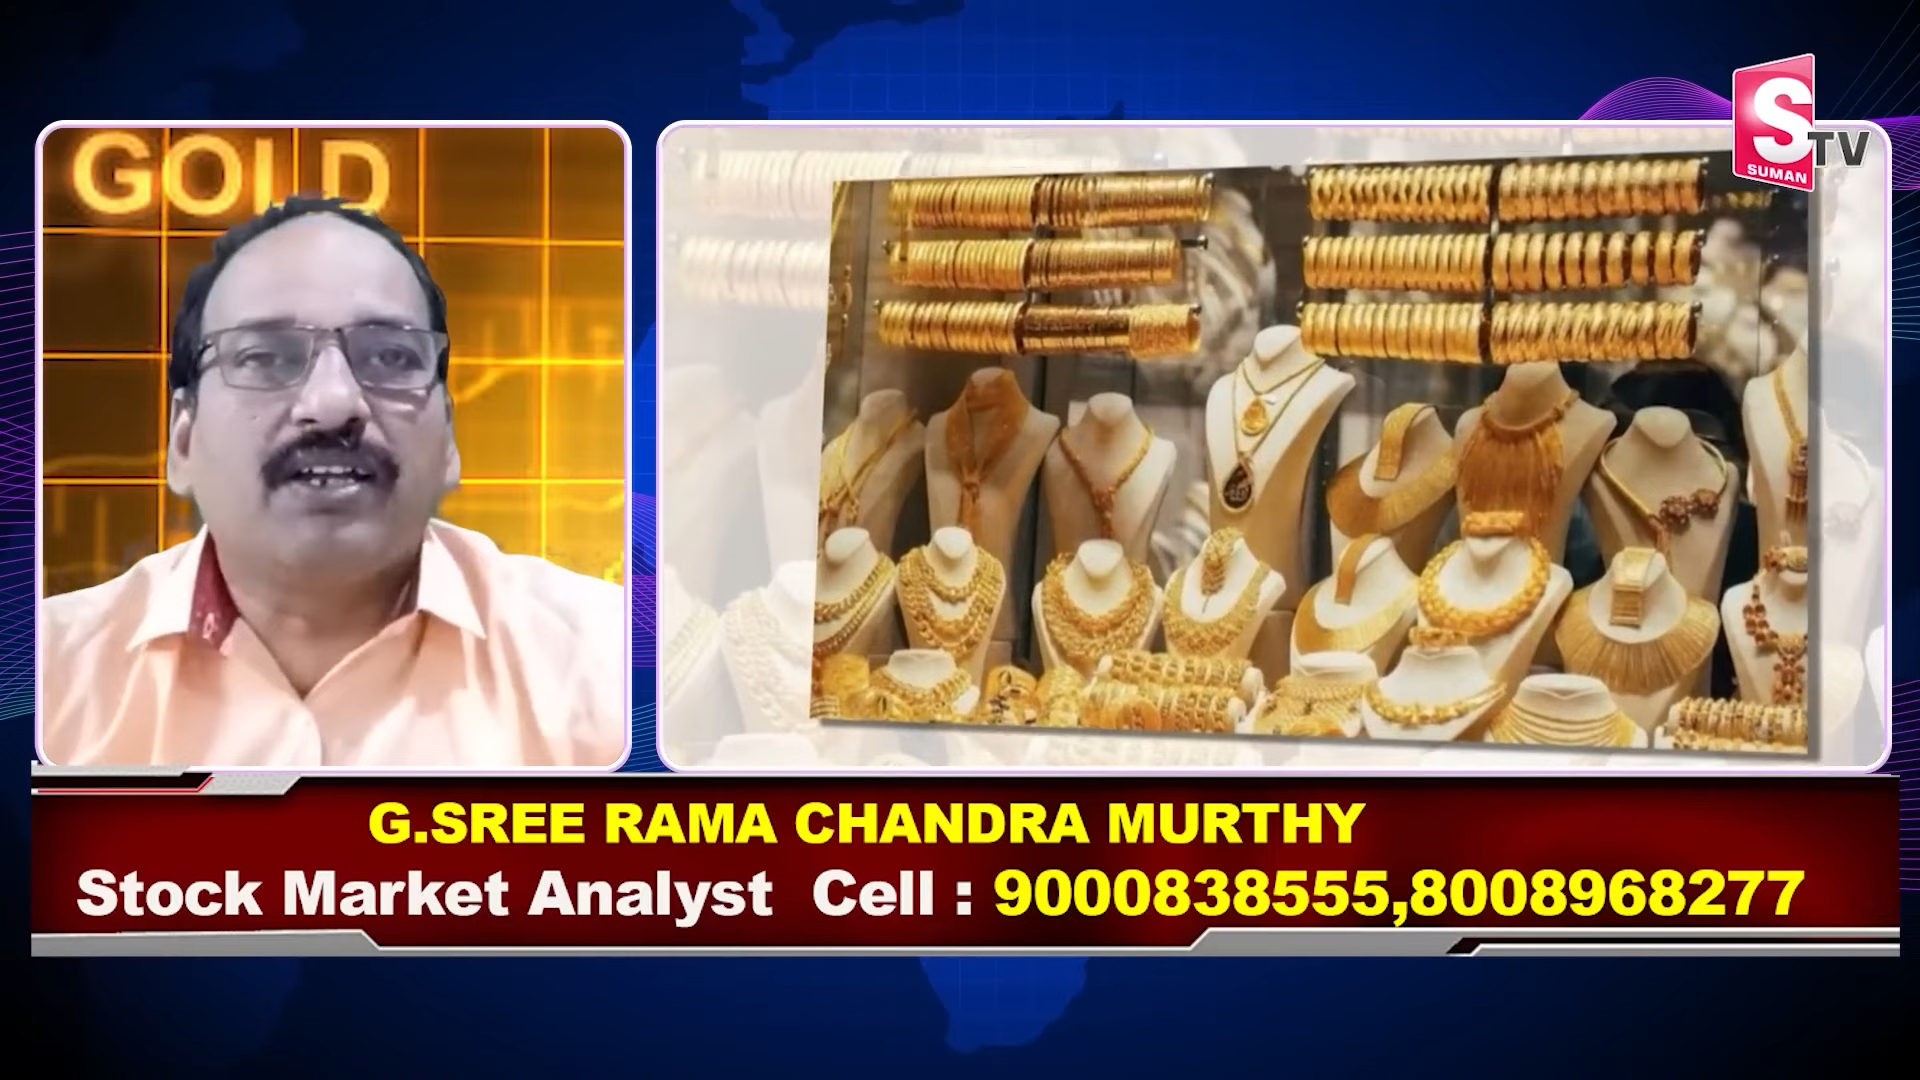 GOLD
S
TV
SUMAN
G.SREE RAMA CHANDRA MURTHY
Stock Market Analyst Cell : 9000838555,8008968277